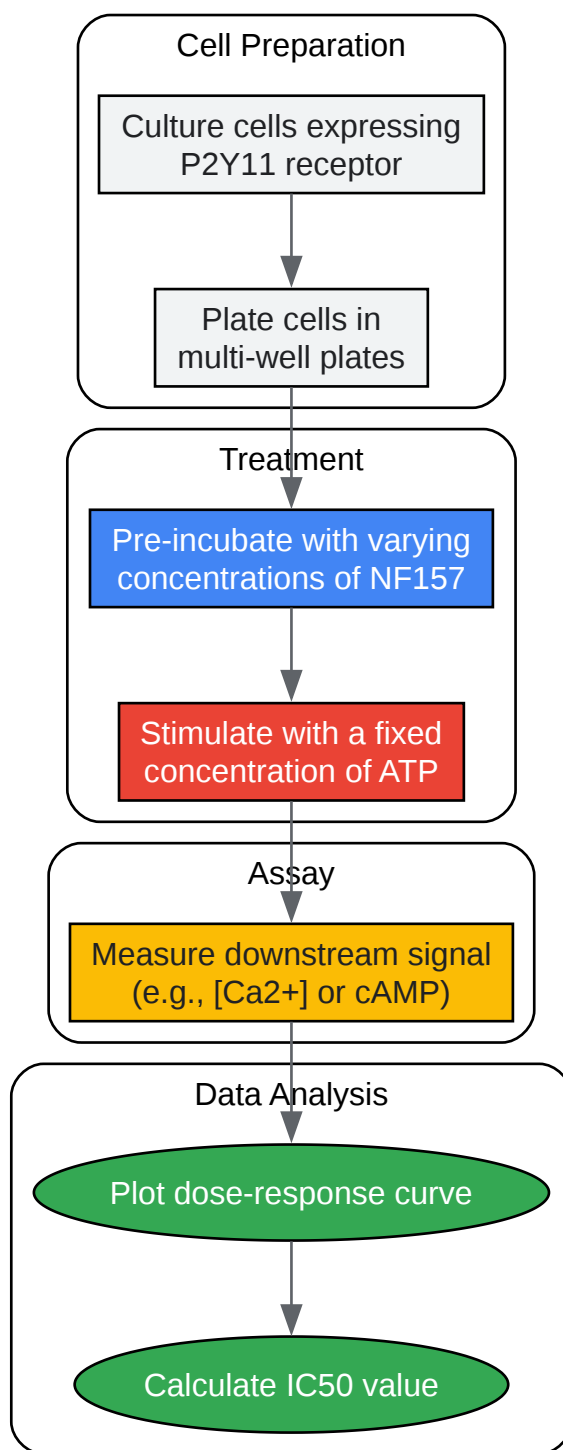 Cell Preparation
Culture cells expressing
P2Y11 receptor
Plate cells in
multi-well plates
Treatment
Pre-incubate with varying
concentrations of NF157
Stimulate with a fixed
concentration of ATP
Assay
Measure downstream signal
(e.g., [Ca2+] or cAMP)
Data Analysis
Plot dose-response curve
Calculate IC50 value